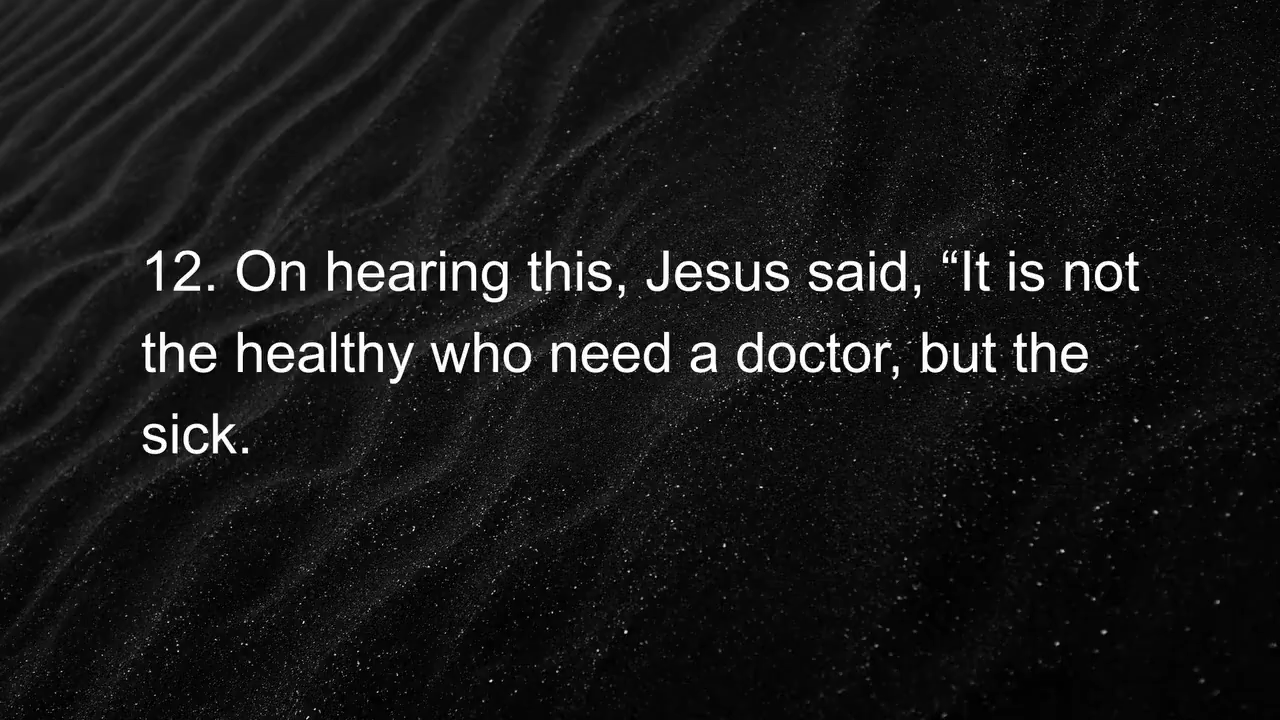 12. On hearing this, Jesus said, “It is not
the healthy who need a doctor, but the
sick.